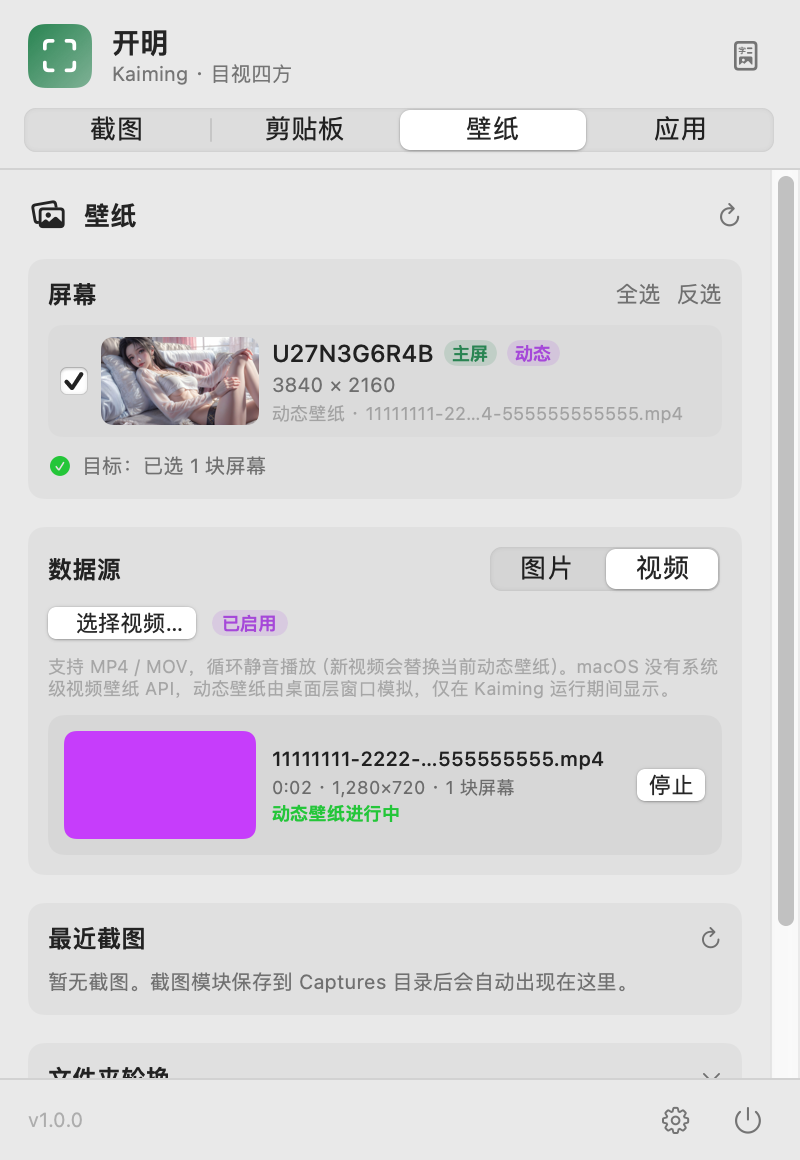 开明
Kaiming · 目视四方
截图
剪贴板
壁纸
应用
壁纸
屏幕
全选 反选
U27N3G6R4B 主屏 动态
3840 × 2160
动态壁纸 · 11111111-22…4-555555555555.mp4
目标：已选 1 块屏幕
数据源
图片
视频
选择视频…
已启用
支持 MP4 / MOV，循环静音播放 (新视频会替换当前动态壁纸)。macOS 没有系统
级视频壁纸 API，动态壁纸由桌面层窗口模拟，仅在 Kaiming 运行期间显示。
11111111-2222-…555555555.mp4
0:02 · 1,280×720 · 1 块屏幕
动态壁纸进行中
停止
最近截图
暂无截图。截图模块保存到 Captures 目录后会自动出现在这里。
文件夹轮换
v1.0.0